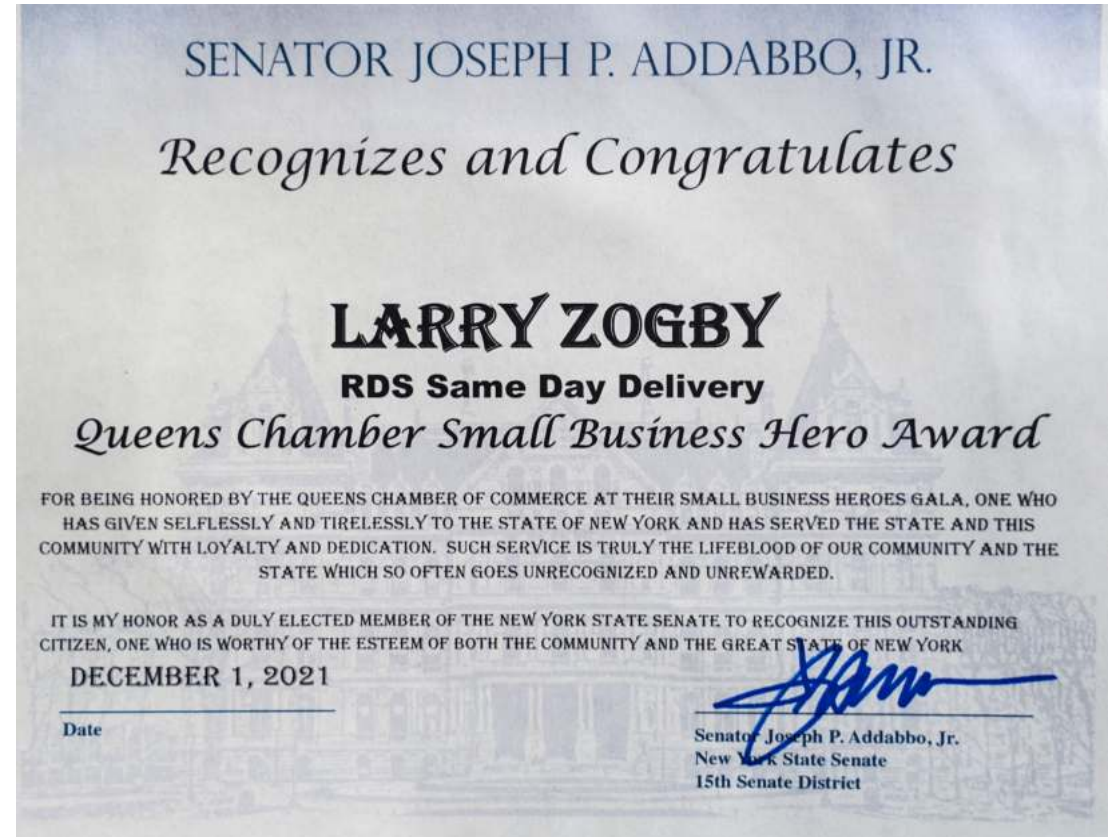 SENATOR JOSEPH P. ADDABBO, JR.
Recognizes and Congratulates
LARRY ZOGBY
RDS Same Day Delivery
Queens Chamber Small Business Hero Award
FOR BEING HONORED BY THE QUEENS CHAMBER OF COMMERCE AT THEIR SMALL BUSINESS HEROES GALA, ONE WHO
HAS GIVEN SELFLESSLY AND TIRELESSLY TO THE STATE OF NEW YORK AND HAS SERVED THE STATE AND THIS
COMMUNITY WITH LOYALTY AND DEDICATION. SUCH SERVICE IS TRULY THE LIFEBLOOD OF OUR COMMUNITY AND THE
STATE WHICH SO OFTEN GOES UNRECOGNIZED AND UNREWARDED.
IT IS MY HONOR AS A DULY ELECTED MEMBER OF THE NEW YORK STATE SENATE TO RECOGNIZE THIS OUTSTANDING
CITIZEN, ONE WHO IS WORTHY OF THE ESTEEM OF BOTH THE COMMUNITY AND THE GREAT STATE OF NEW YORK
DECEMBER 1, 2021
Date
Senator Joseph P. Addabbo, Jr.
New York State Senate
15th Senate District